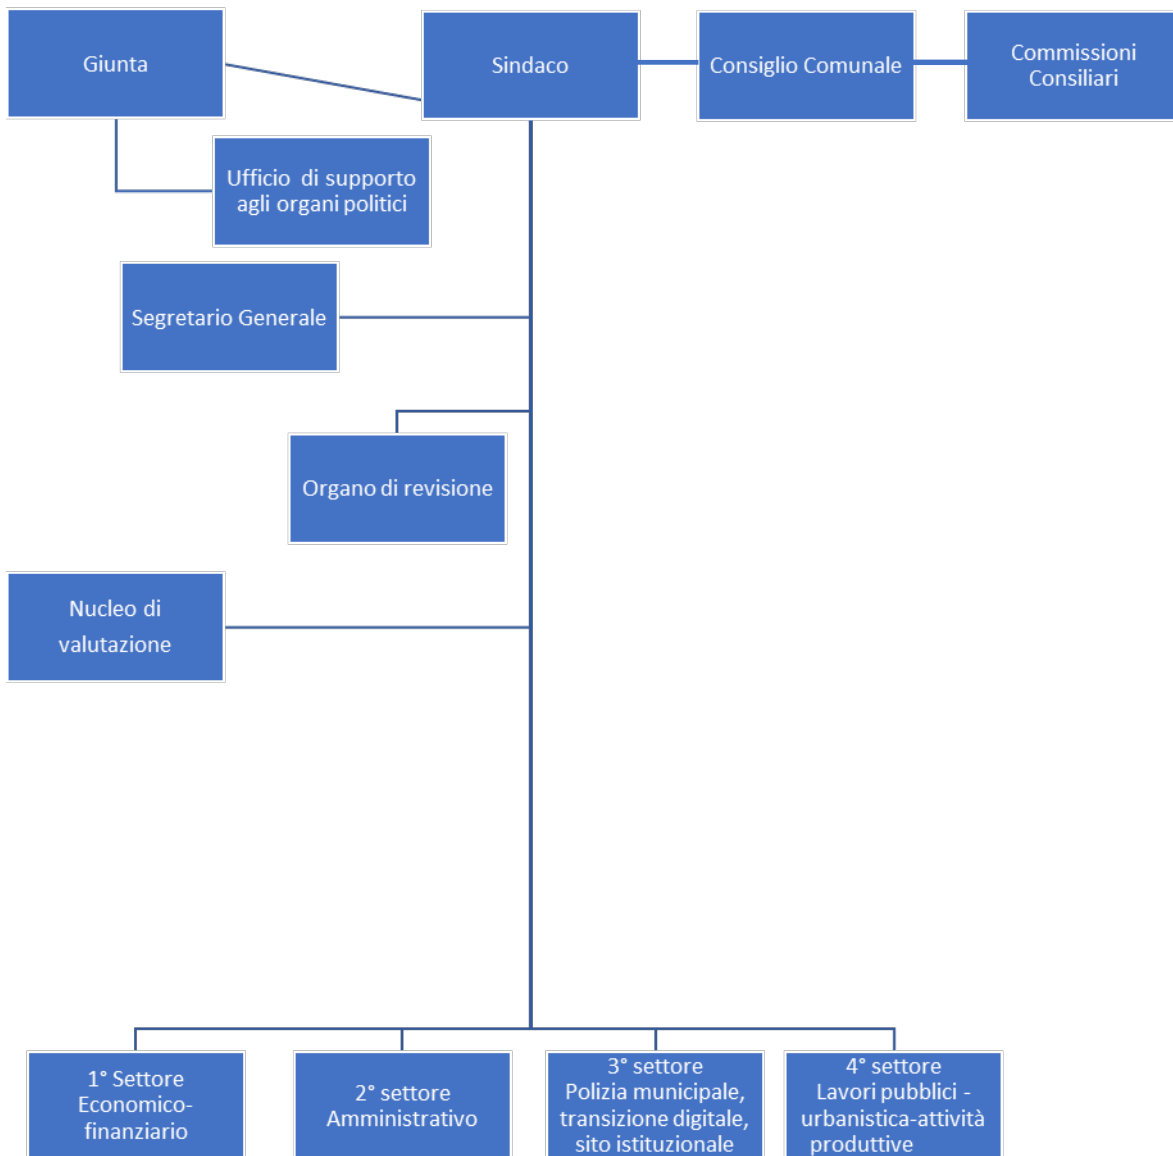 Giunta
Sindaco
Consiglio Comunale
Commissioni
Consiliari
Ufficio di supporto
agli organi politici
Segretario Generale
Organo di revisione
Nucleo di
valutazione
1° Settore
Economico-
finanziario
2° settore
Amministrativo
3° settore
Polizia municipale,
transizione digitale,
sito istituzionale
4° settore
Lavori pubblici -
urbanistica-attività
produttive